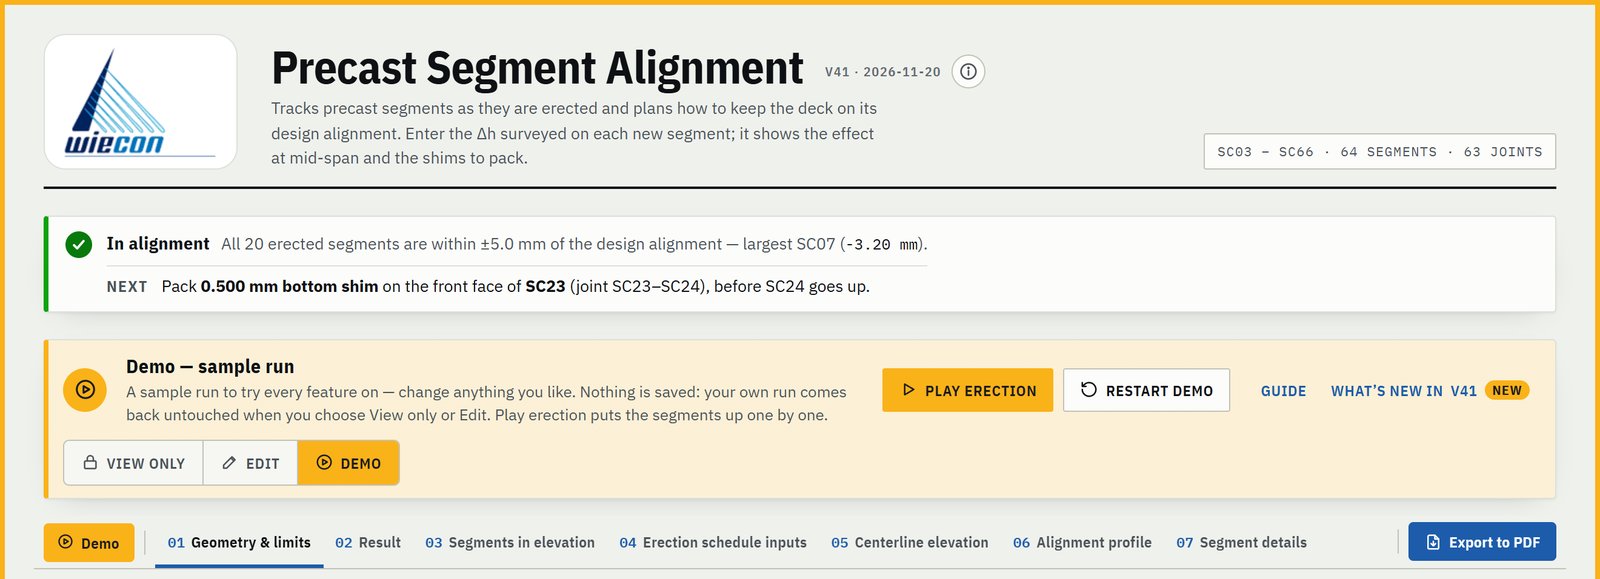 wiecon
Precast Segment Alignment
V41 · 2026-11-20
Tracks precast segments as they are erected and plans how to keep the deck on its
design alignment. Enter the Δh surveyed on each new segment; it shows the effect
at mid-span and the shims to pack.
SC03 – SC66 · 64 SEGMENTS · 63 JOINTS
In alignment All 20 erected segments are within ±5.0 mm of the design alignment — largest SC07 (-3.20 mm).
NEXT Pack 0.500 mm bottom shim on the front face of SC23 (joint SC23–SC24), before SC24 goes up.
Demo — sample run
A sample run to try every feature on — change anything you like. Nothing is saved: your own run comes
back untouched when you choose View only or Edit. Play erection puts the segments up one by one.
PLAY ERECTION
RESTART DEMO
GUIDE
WHAT'S NEW IN V41 NEW
VIEW ONLY
EDIT
DEMO
Demo
01 Geometry & limits
02 Result
03 Segments in elevation
04 Erection schedule inputs
05 Centerline elevation
06 Alignment profile
07 Segment details
Export to PDF